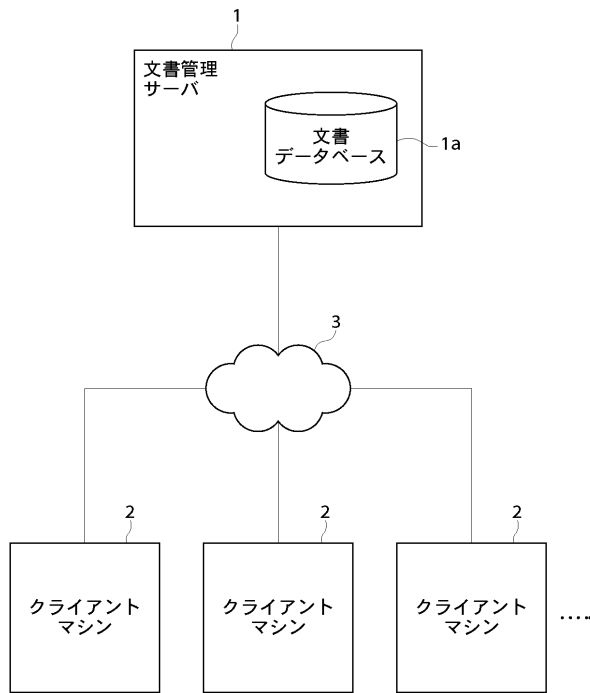 1
文書管理
サーバ
文書
データベース
1a
3
2
2
2
クライアント
マシン
クライアント
マシン
クライアント
マシン
.....